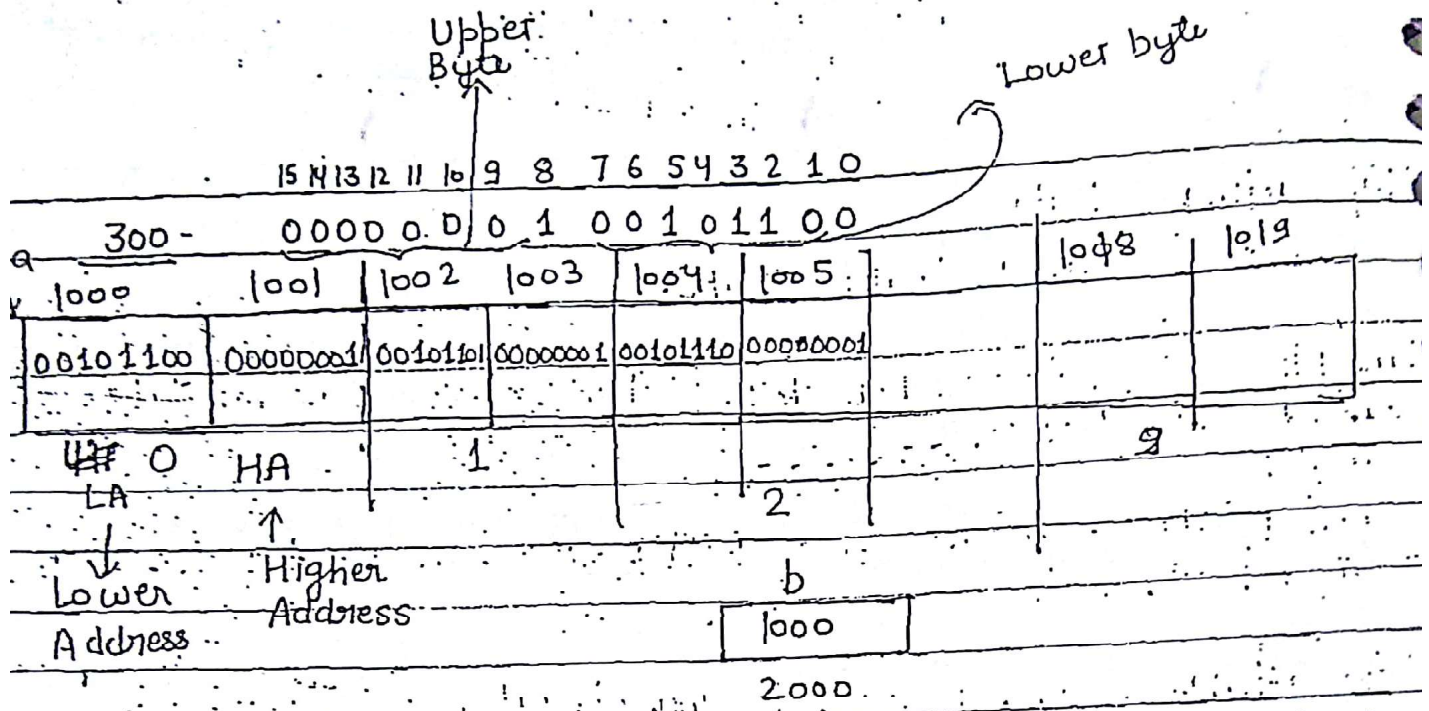 Upper
Byte
Lower byte
15 14 13 12 11 10 9 8 7 6 5 4 3 2 1 0
300 - 0000 0.0 0 1 0 0 1 0 1 1 0 0
a
1000 1001 1002 1003 1004 1005 1018 1019
00101100 00000001 00101101 00000001 00101110 00000001
0 HA 1 2 9
LA
Lower
Address
Higher
Address
b
1000
2000